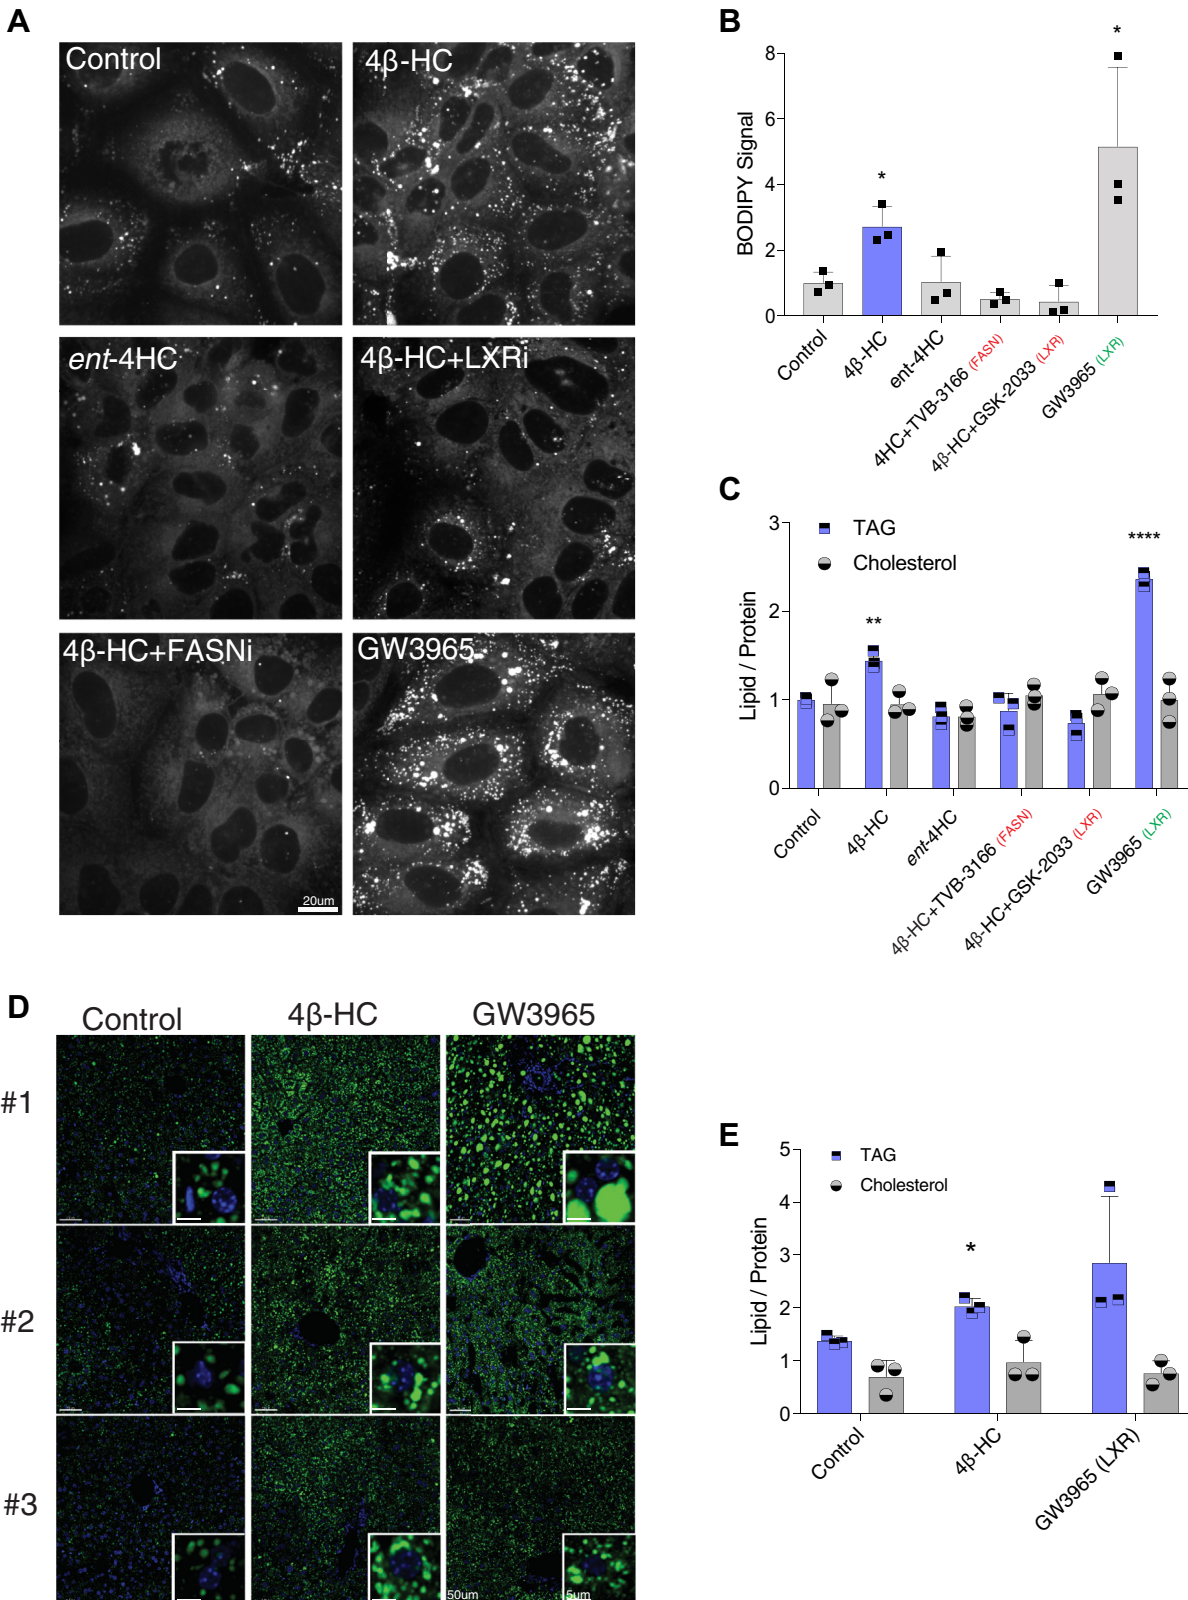 A
Control
4β-HC
ent-4HC
4β-HC+LXRi
4β-HC+FASNi
GW3965
20um
B
BODIPY Signal
8
6
4
2
0
*
*
Control
4β-HC
ent-4HC
4HC+TVB-3166 (FASN)
4β-HC+GSK-2033 (LXR)
GW3965 (LXR)
C
Lipid / Protein
3
2
1
0
TAG
Cholesterol
**
****
Control
4β-HC
ent-4HC
4β-HC+TVB-3166 (FASN)
4β-HC+GSK-2033 (LXR)
GW3965 (LXR)
D
Control
4β-HC
GW3965
#1
#2
#3
50um
5um
E
Lipid / Protein
5
4
3
2
1
0
TAG
Cholesterol
*
Control
4β-HC
GW3965 (LXR)